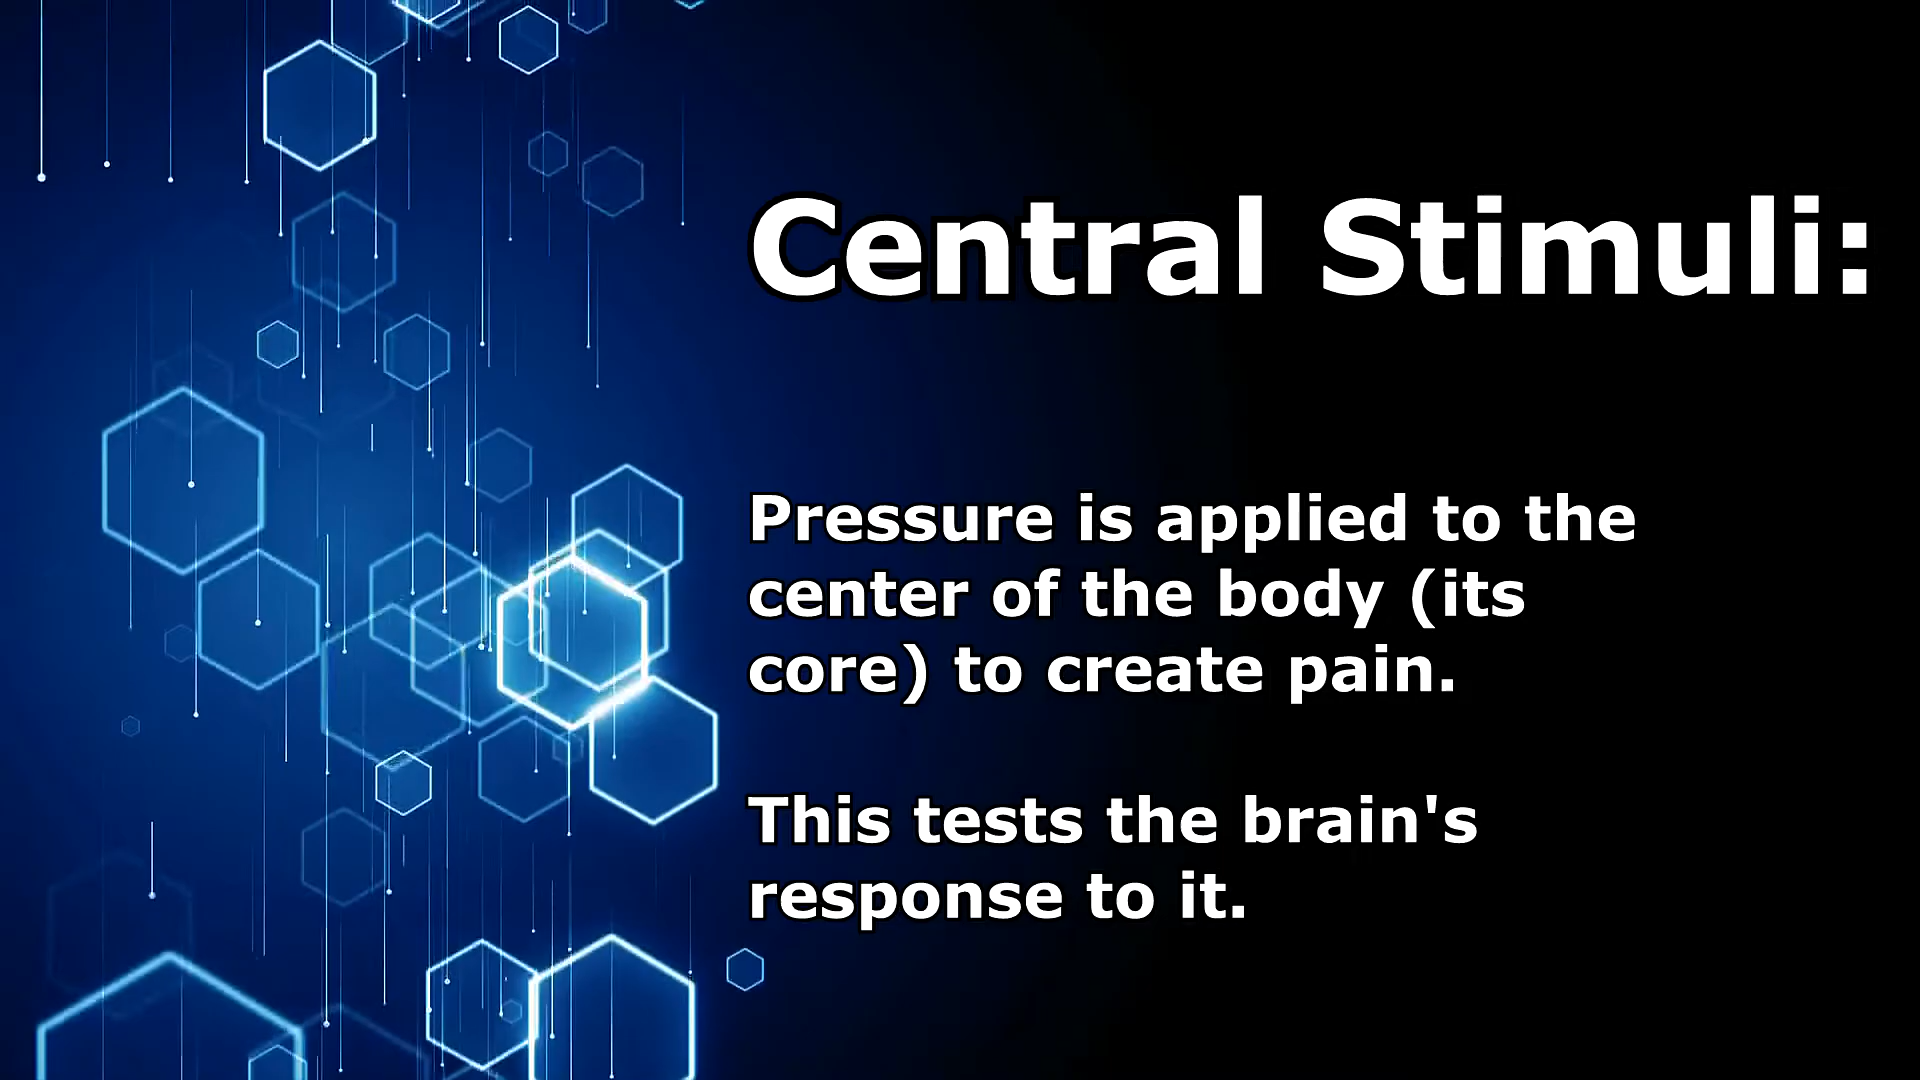 Central Stimuli:
Pressure is applied to the
center of the body (its
core) to create pain.
This tests the brain's
response to it.